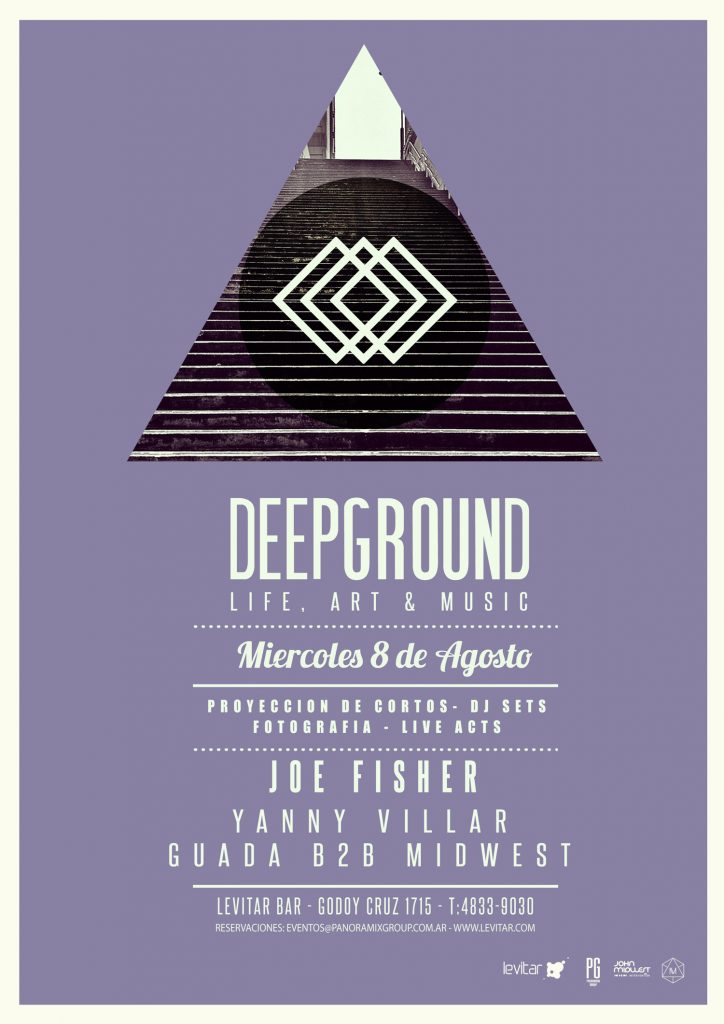 DEEPGROUND
LIFE, ART & MUSIC
Miercoles 8 de Agosto
PROYECCION DE CORTOS- DJ SETS
FOTOGRAFIA - LIVE ACTS
JOE FISHER
YANNY VILLAR
GUADA B2B MIDWEST
LEVITAR BAR - GODOY CRUZ 1715 - T:4833-9030
RESERVACIONES: EVENTOS@PANORAMIXGROUP.COM.AR - WWW.LEVITAR.COM
levitar
PG
JOHN
MIDWEST
M